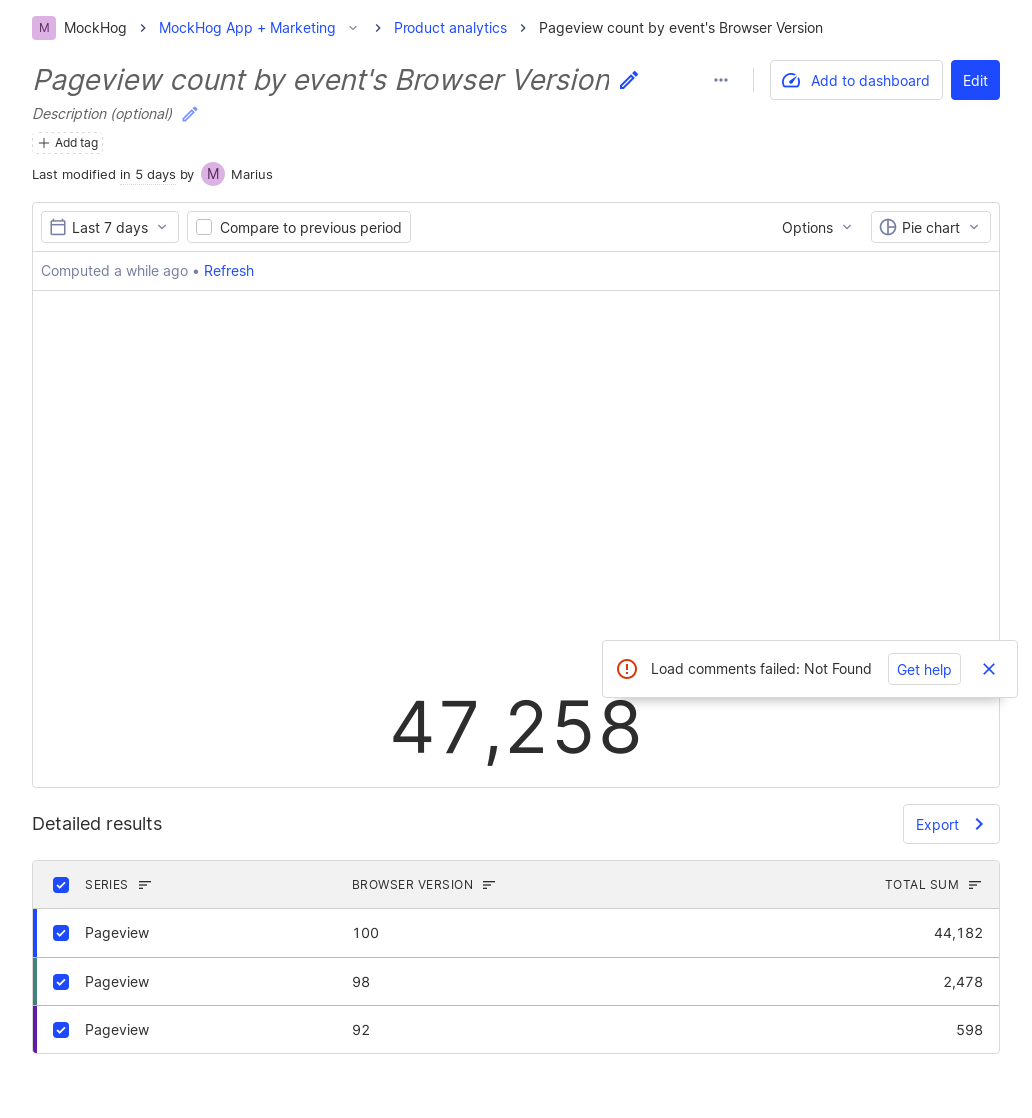 M MockHog MockHog App + Marketing Product analytics Pageview count by event's Browser Version
Pageview count by event's Browser Version
Add to dashboard Edit
Description (optional)
Add tag
Last modified in 5 days by M Marius
Last 7 days Compare to previous period Options Pie chart
Computed a while ago • Refresh
Load comments failed: Not Found Get help
47,258
Detailed results Export
SERIES BROWSER VERSION TOTAL SUM
Pageview 100 44,182
Pageview 98 2,478
Pageview 92 598